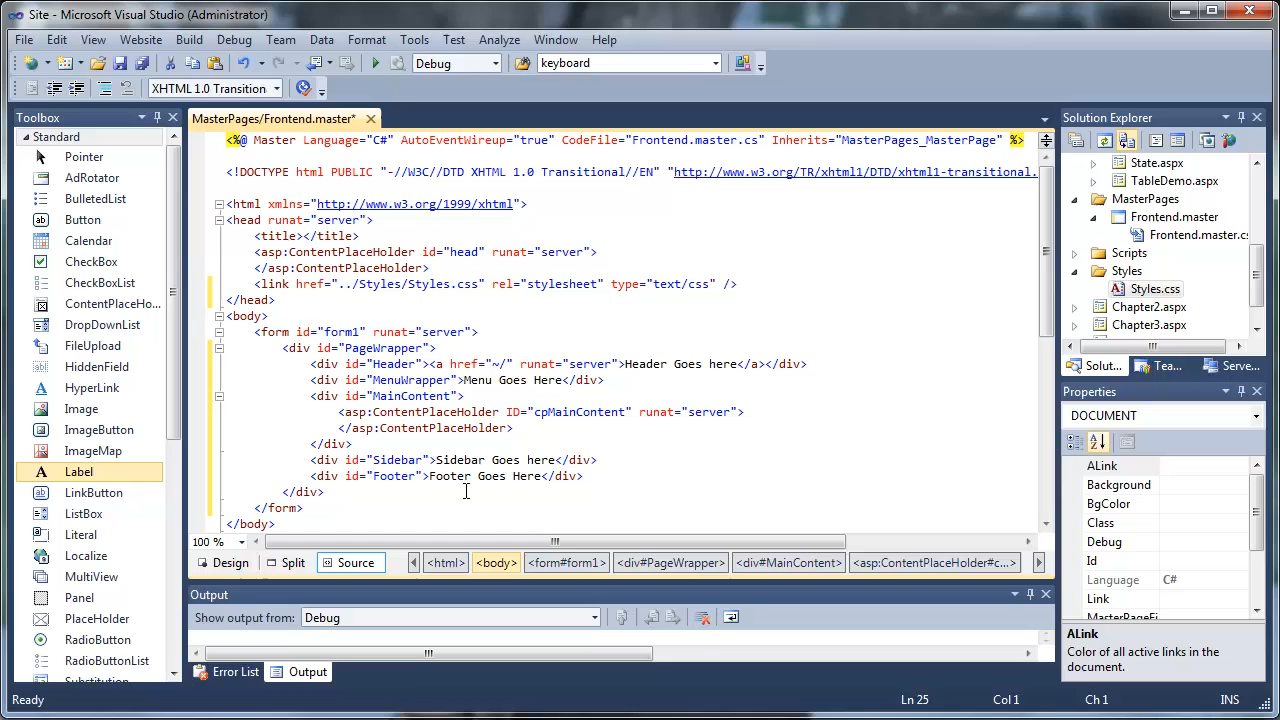 Site - Microsoft Visual Studio (Administrator)
File Edit View Website Build Debug Team Data Format Tools Test Analyze Window Help
Debug keyboard
XHTML 1.0 Transition
Toolbox
Standard
Pointer
AdRotator
BulletedList
Button
Calendar
CheckBox
CheckBoxList
ContentPlaceHo...
DropDownList
FileUpload
HiddenField
HyperLink
Image
ImageButton
ImageMap
Label
LinkButton
ListBox
Literal
Localize
MultiView
Panel
PlaceHolder
RadioButton
RadioButtonList
Substitution
MasterPages/Frontend.master*
<%@ Master Language="C#" AutoEventWireup="true" CodeFile="Frontend.master.cs" Inherits="MasterPages_MasterPage" %>
<!DOCTYPE html PUBLIC "-//W3C//DTD XHTML 1.0 Transitional//EN" "http://www.w3.org/TR/xhtml1/DTD/xhtml1-transitional.
<html xmlns="http://www.w3.org/1999/xhtml">
<head runat="server">
<title></title>
<asp:ContentPlaceHolder id="head" runat="server">
</asp:ContentPlaceHolder>
<link href="../Styles/Styles.css" rel="stylesheet" type="text/css" />
</head>
<body>
<form id="form1" runat="server">
<div id="PageWrapper">
<div id="Header"><a href="~/" runat="server">Header Goes here</a></div>
<div id="MenuWrapper">Menu Goes Here</div>
<div id="MainContent">
<asp:ContentPlaceHolder ID="cpMainContent" runat="server">
</asp:ContentPlaceHolder>
</div>
<div id="Sidebar">Sidebar Goes here</div>
<div id="Footer">Footer Goes Here</div>
</div>
</form>
</body>
100 %
Design Split Source <html> <body> <form#form1> <div#PageWrapper> <div#MainContent> <asp:ContentPlaceHolder#c...>
Output
Show output from: Debug
Error List Output
Solution Explorer
State.aspx
TableDemo.aspx
MasterPages
Frontend.master
Frontend.master.cs
Scripts
Styles
Styles.css
Chapter2.master
Chapter3.master
Solut... Tea... Serve...
Properties
DOCUMENT
ALink
Background
BgColor
Class
Debug
Id
Language C#
Link
MasterPageFi
ALink
Color of all active links in the
document.
Ready Ln 25 Col 1 Ch 1 INS